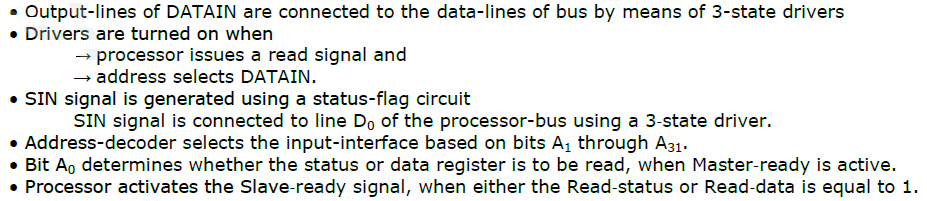 • Output-lines of DATAIN are connected to the data-lines of bus by means of 3-state drivers
• Drivers are turned on when
→ processor issues a read signal and
→ address selects DATAIN.
• SIN signal is generated using a status-flag circuit
SIN signal is connected to line D₀ of the processor-bus using a 3-state driver.
• Address-decoder selects the input-interface based on bits A₁ through A₃₁.
• Bit A₀ determines whether the status or data register is to be read, when Master-ready is active.
• Processor activates the Slave-ready signal, when either the Read-status or Read-data is equal to 1.